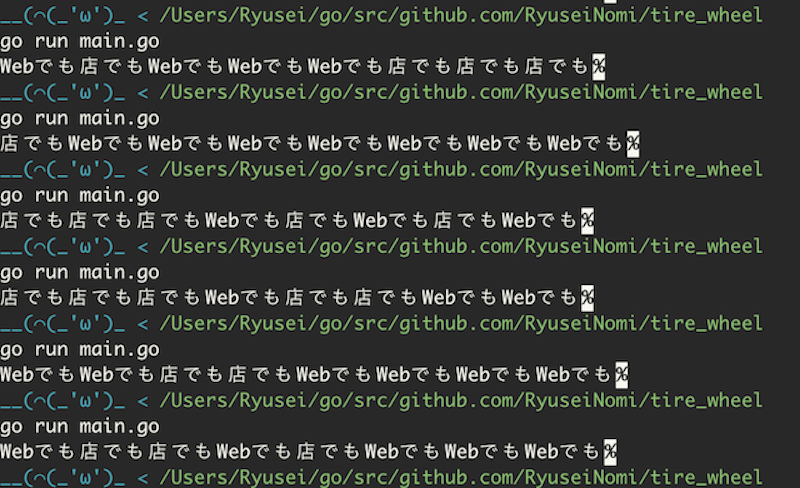 __(⌒(_'ω')_ < /Users/Ryusei/go/src/github.com/RyuseiNomi/tire_wheel
go run main.go
Webでも店でもWebでもWebでもWebでも店でも店でも店でも%
__(⌒(_'ω')_ < /Users/Ryusei/go/src/github.com/RyuseiNomi/tire_wheel
go run main.go
店でもWebでもWebでもWebでもWebでもWebでもWebでもWebでも%
__(⌒(_'ω')_ < /Users/Ryusei/go/src/github.com/RyuseiNomi/tire_wheel
go run main.go
店でも店でも店でもWebでも店でもWebでも店でもWebでも%
__(⌒(_'ω')_ < /Users/Ryusei/go/src/github.com/RyuseiNomi/tire_wheel
go run main.go
店でも店でも店でもWebでも店でも店でもWebでもWebでも%
__(⌒(_'ω')_ < /Users/Ryusei/go/src/github.com/RyuseiNomi/tire_wheel
go run main.go
WebでもWebでも店でも店でもWebでもWebでもWebでもWebでも%
__(⌒(_'ω')_ < /Users/Ryusei/go/src/github.com/RyuseiNomi/tire_wheel
go run main.go
Webでも店でも店でもWebでも店でもWebでもWebでもWebでも%
__(⌒(_'ω')_ < /Users/Ryusei/go/src/github.com/RyuseiNomi/tire_wheel